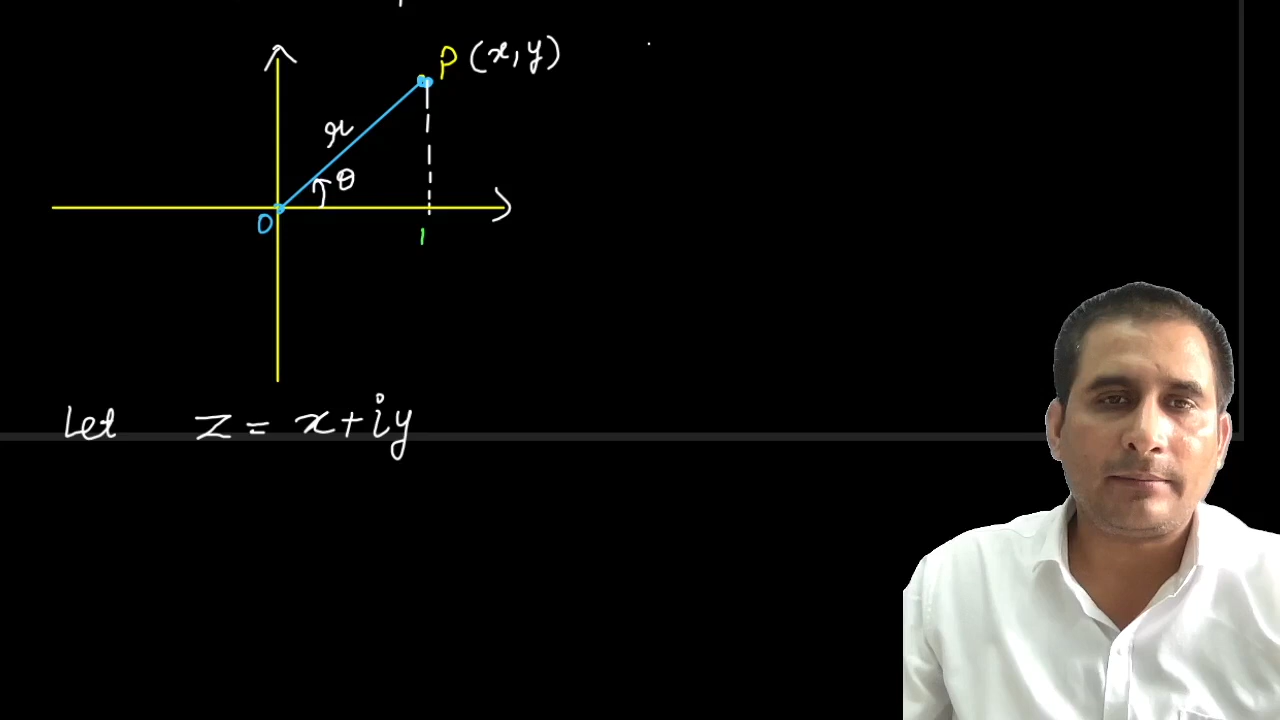 P (x,y)
r
θ
O
Let z = x+iy